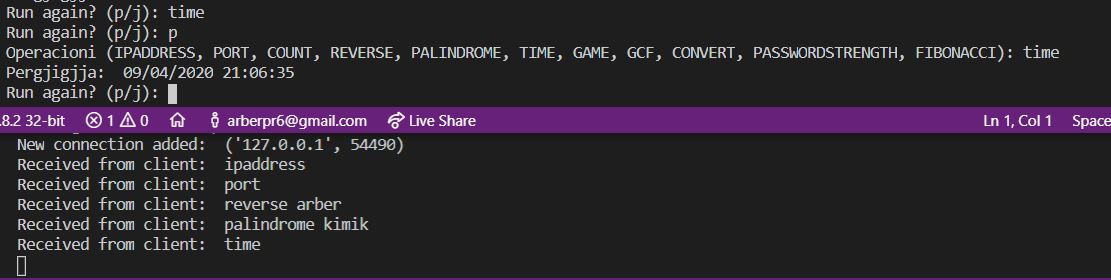 Run again? (p/j): time
Run again? (p/j): p
Operacioni (IPADDRESS, PORT, COUNT, REVERSE, PALINDROME, TIME, GAME, GCF, CONVERT, PASSWORDSTRENGTH, FIBONACCI): time
Pergjigjja:  09/04/2020 21:06:35
Run again? (p/j):
.8.2 32-bit 1 0 arberpr6@gmail.com Live Share Ln 1, Col 1 Space
New connection added:  ('127.0.0.1', 54490)
Received from client:  ipaddress
Received from client:  port
Received from client:  reverse arber
Received from client:  palindrome kimik
Received from client:  time